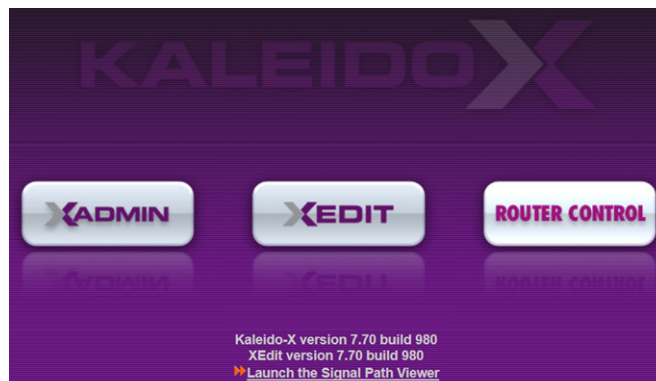 KALEIDO X
XADMIN
XEDIT
ROUTER CONTROL
Kaleido-X version 7.70 build 980
XEdit version 7.70 build 980
Launch the Signal Path Viewer